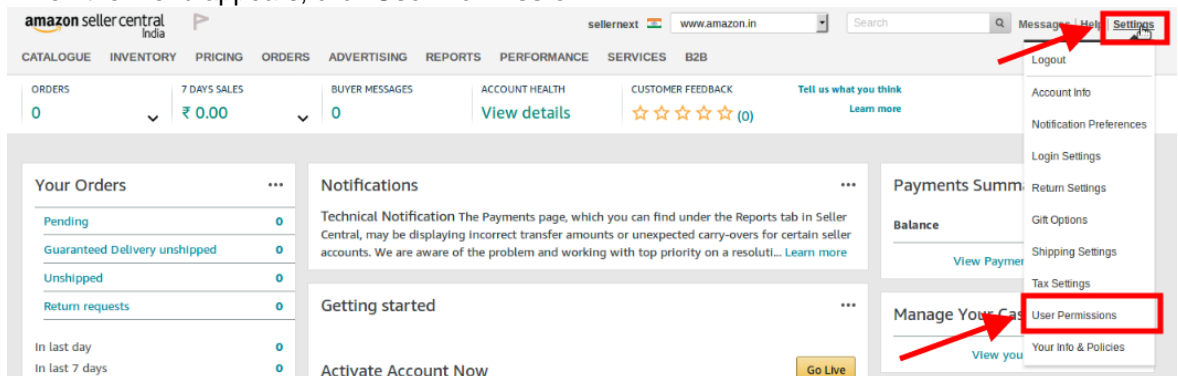 amazon seller central
India
sellernext www.amazon.in Search Messages | Help | Settings
CATALOGUE INVENTORY PRICING ORDERS ADVERTISING REPORTS PERFORMANCE SERVICES B2B
Logout
Account Info
Notification Preferences
Login Settings
Return Settings
Gift Options
Shipping Settings
Tax Settings
User Permissions
Your Info & Policies
ORDERS
0
7 DAYS SALES
₹ 0.00
BUYER MESSAGES
0
ACCOUNT HEALTH
View details
CUSTOMER FEEDBACK
(0)
Tell us what you think
Learn more
Your Orders
Pending 0
Guaranteed Delivery unshipped 0
Unshipped 0
Return requests 0
In last day 0
In last 7 days 0
Notifications
Technical Notification The Payments page, which you can find under the Reports tab in Seller
Central, may be displaying incorrect transfer amounts or unexpected carry-overs for certain seller
accounts. We are aware of the problem and working with top priority on a resoluti... Learn more
Getting started
Activate Account Now Go Live
Payments Summ
Balance
View Paymen
Manage Your Cas
View you